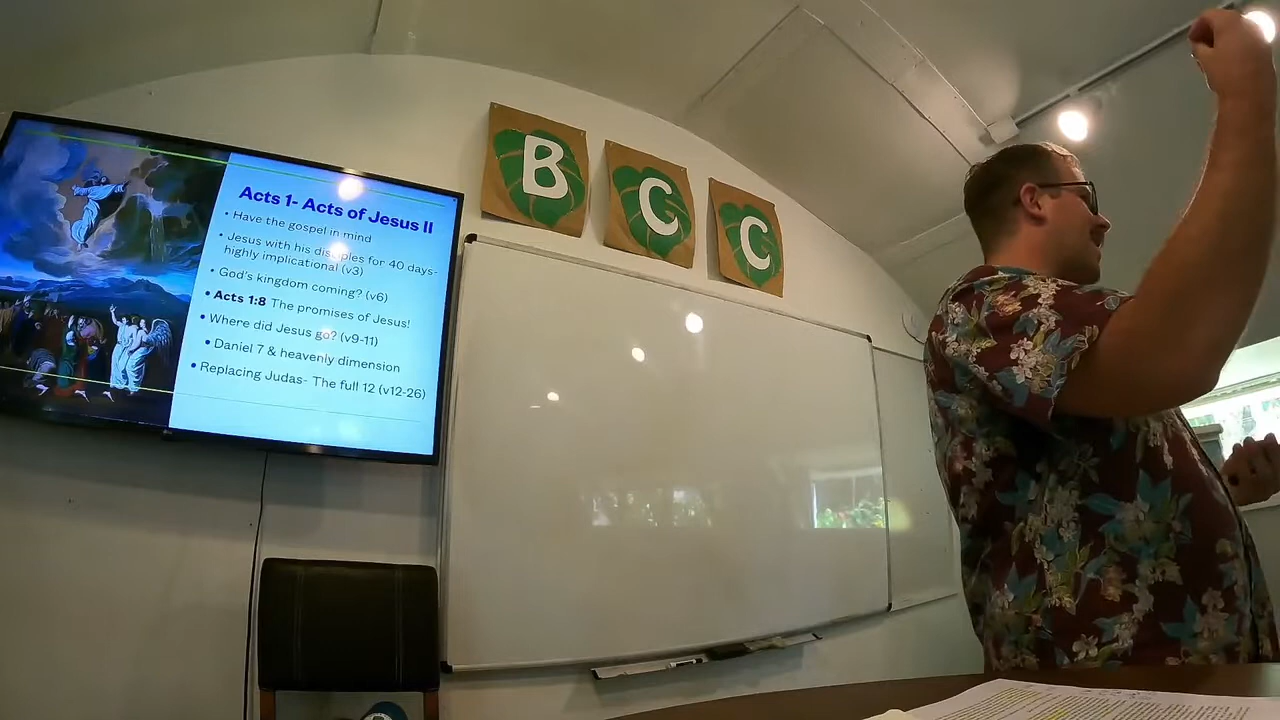 B
C
C
Acts 1- Acts of Jesus II
• Have the gospel in mind
• Jesus with his disciples for 40 days-
highly implicational (v3)
• God's kingdom coming? (v6)
• Acts 1:8 The promises of Jesus!
• Where did Jesus go? (v9-11)
• Daniel 7 & heavenly dimension
• Replacing Judas- The full 12 (v12-26)